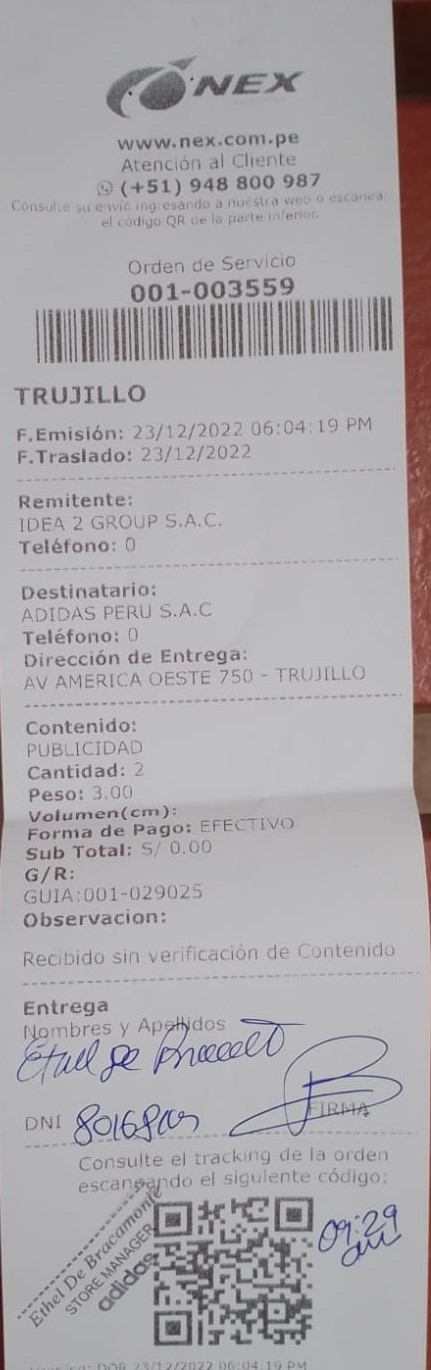 NEX
www.nex.com.pe
Atención al Cliente
(+51) 948 800 987
Consulte su envío ingresando a nuestra web o escanear
el código QR de la parte inferior.
Orden de Servicio
001-003559
TRUJILLO
F.Emisión: 23/12/2022 06:04:19 PM
F.Traslado: 23/12/2022
Remitente:
IDEA 2 GROUP S.A.C.
Teléfono: 0
Destinatario:
ADIDAS PERU S.A.C
Teléfono: 0
Dirección de Entrega:
AV AMERICA OESTE 750 - TRUJILLO
Contenido:
PUBLICIDAD
Cantidad: 2
Peso: 3.00
Volumen(cm):
Forma de Pago: EFECTIVO
Sub Total: S/ 0.00
G/R:
GUIA:001-029025
Observacion:
Recibido sin verificación de Contenido
Entrega
Nombres y Apellidos
DNI
FIRMA
Consulte el tracking de la orden
escaneando el siguiente código:
09:29
am
Ethel De Bracamonte
STORE MANAGER
adidas
23/12/2022 06:04:19 PM